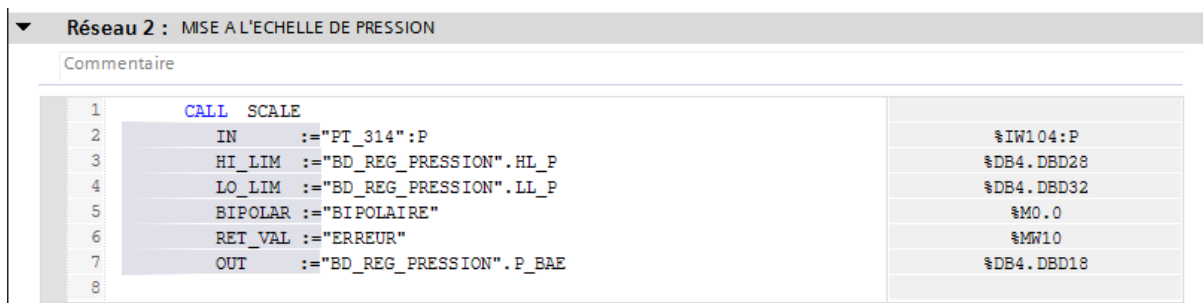 Réseau 2 : MISE A L'ECHELLE DE PRESSION
Commentaire
1 CALL SCALE
2 IN :="PT_314":P %IW104:P
3 HI_LIM :="BD_REG_PRESSION".HL_P %DB4.DBD28
4 LO_LIM :="BD_REG_PRESSION".LL_P %DB4.DBD32
5 BIPOLAR :="BIPOLAIRE" %M0.0
6 RET_VAL :="ERREUR" %MW10
7 OUT :="BD_REG_PRESSION".P_BAE %DB4.DBD18
8